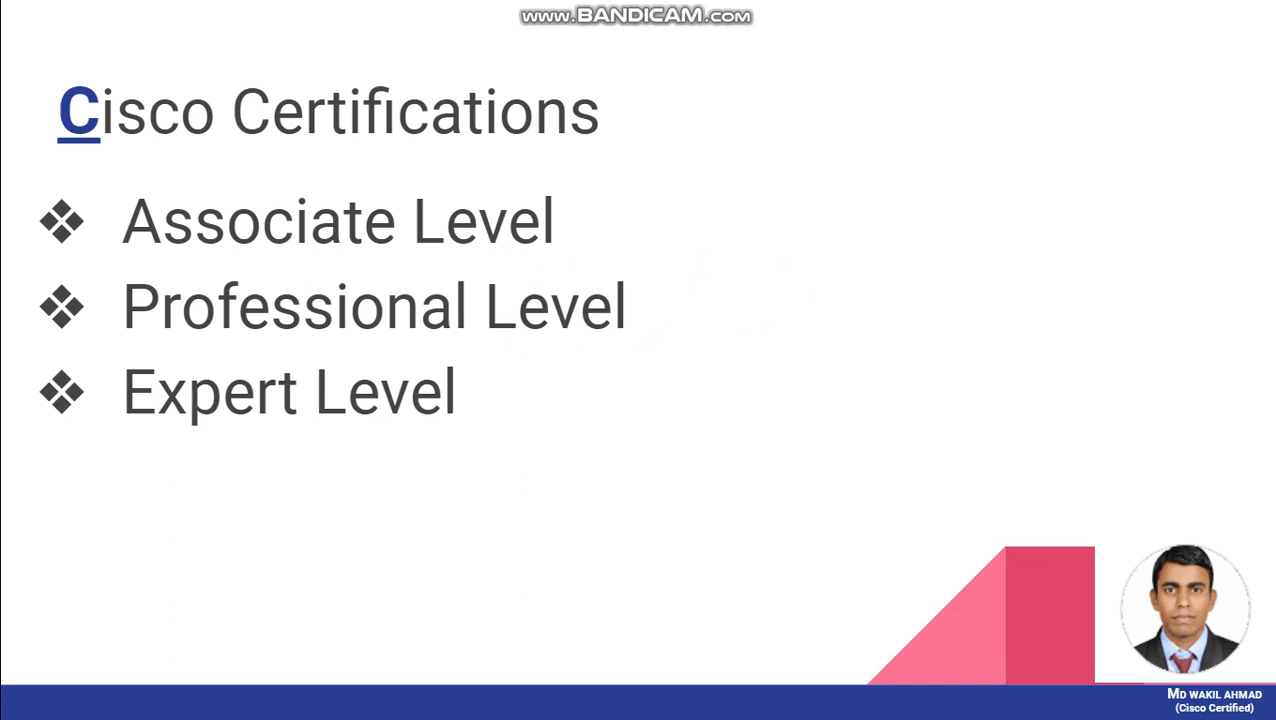 www.BANDICAM.com
Cisco Certifications
❖ Associate Level
❖ Professional Level
❖ Expert Level
MD WAKIL AHMAD
(Cisco Certified)